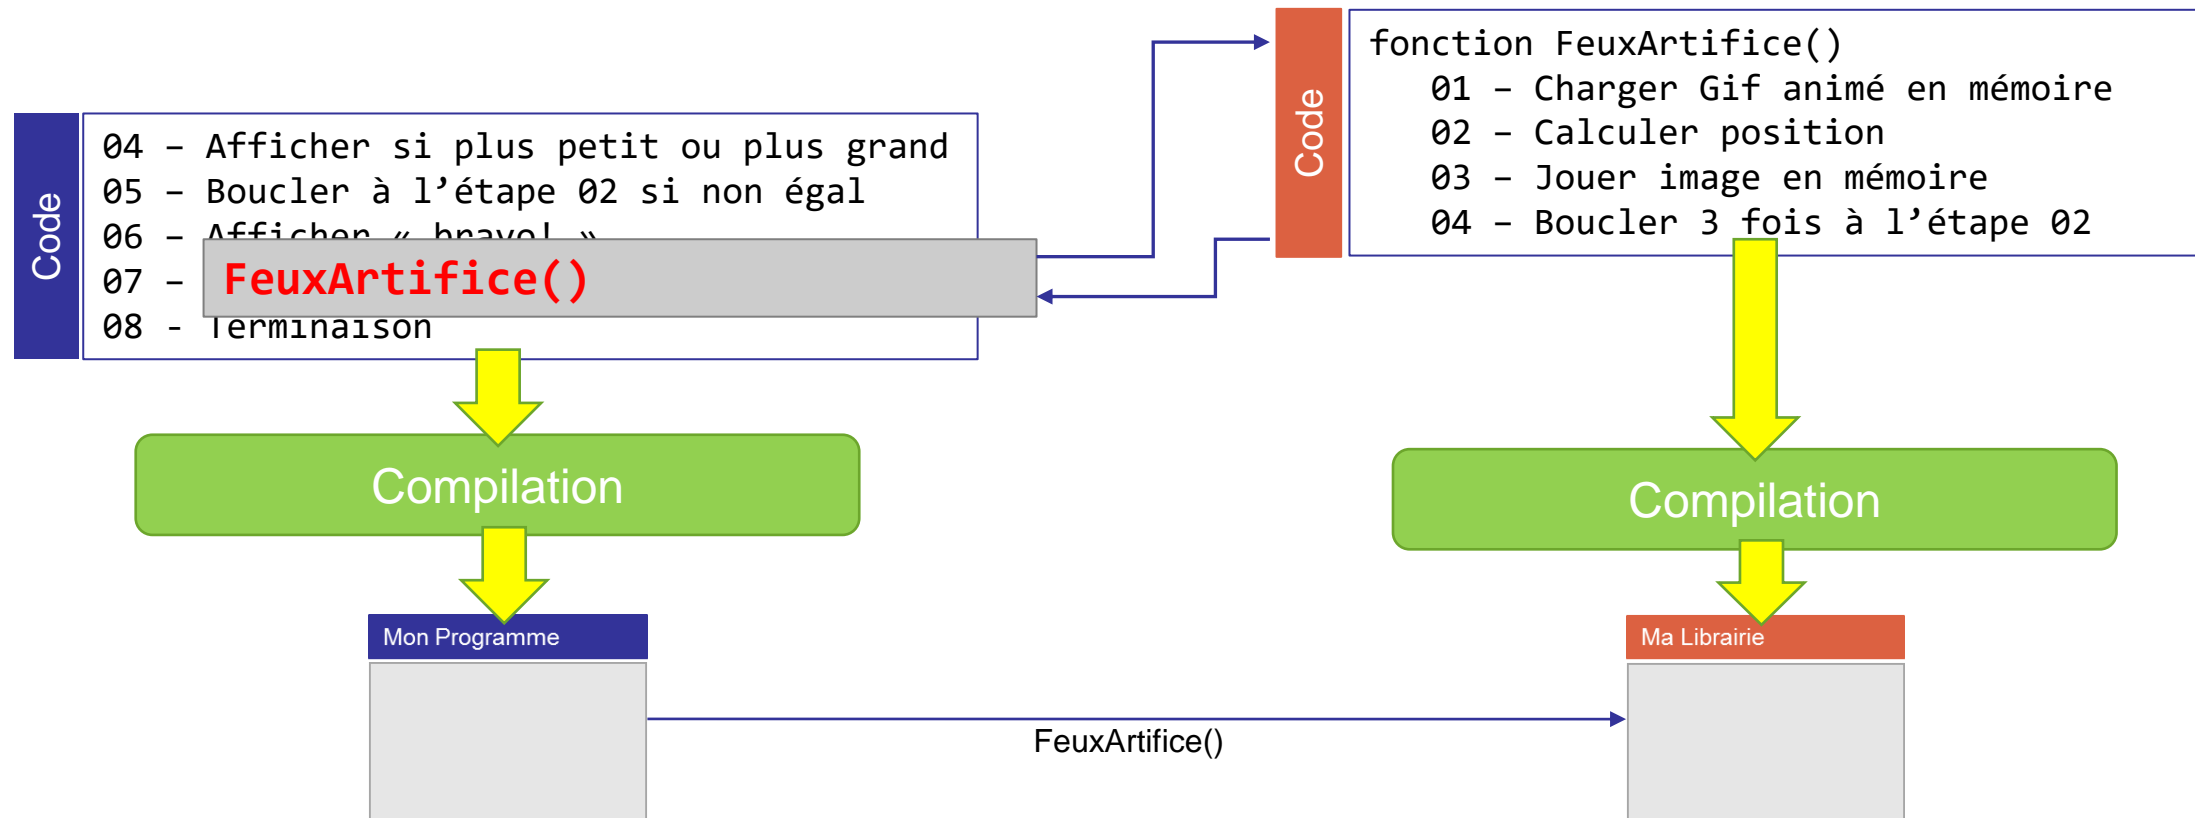 Code
04 – Afficher si plus petit ou plus grand
05 – Boucler à l’étape 02 si non égal
06 – Afficher « bravo! »
07 – FeuxArtifice()
08 - Terminaison
Code
fonction FeuxArtifice()
01 – Charger Gif animé en mémoire
02 – Calculer position
03 – Jouer image en mémoire
04 – Boucler 3 fois à l’étape 02
Compilation
Compilation
Mon Programme
Ma Librairie
FeuxArtifice()